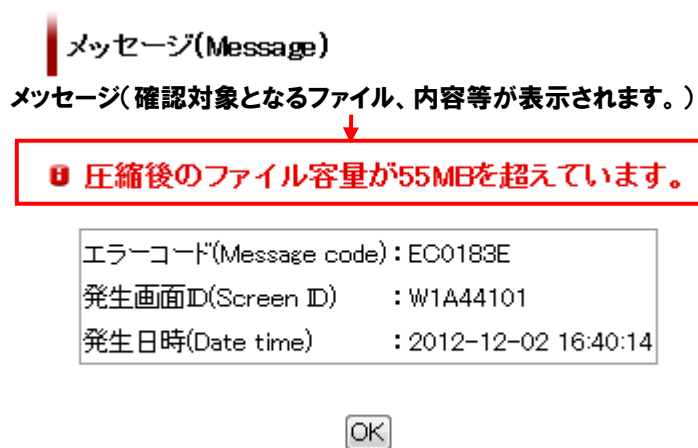 メッセージ(Message)
メッセージ(確認対象となるファイル、内容等が表示されます。)
圧縮後のファイル容量が55MBを超えています。
エラーコード(Message code):EC0183E
発生画面ID(Screen ID) :W1A44101
発生日時(Date time) :2012-12-02 16:40:14
OK